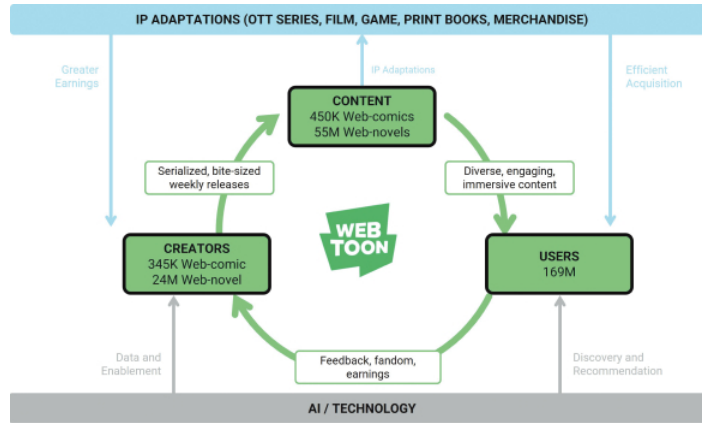 IP ADAPTATIONS (OTT SERIES, FILM, GAME, PRINT BOOKS, MERCHANDISE)
Greater
Earnings
IP Adaptations
Efficient
Acquisition
CONTENT
450K Web-comics
55M Web-novels
Serialized, bite-sized
weekly releases
Diverse, engaging,
immersive content
WEB
TOON
CREATORS
345K Web-comic
24M Web-novel
USERS
169M
Feedback, fandom,
earnings
Data and
Enablement
Discovery and
Recommendation
AI / TECHNOLOGY